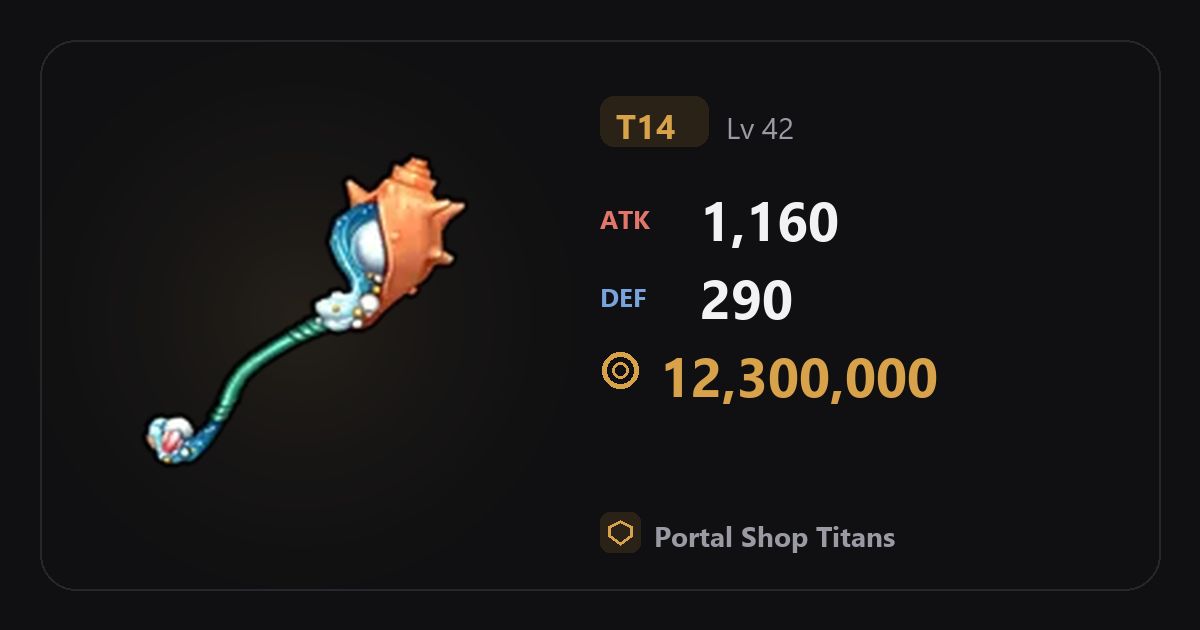 T14 Lv 42
ATK 1,160
DEF 290
12,300,000
Portal Shop Titans